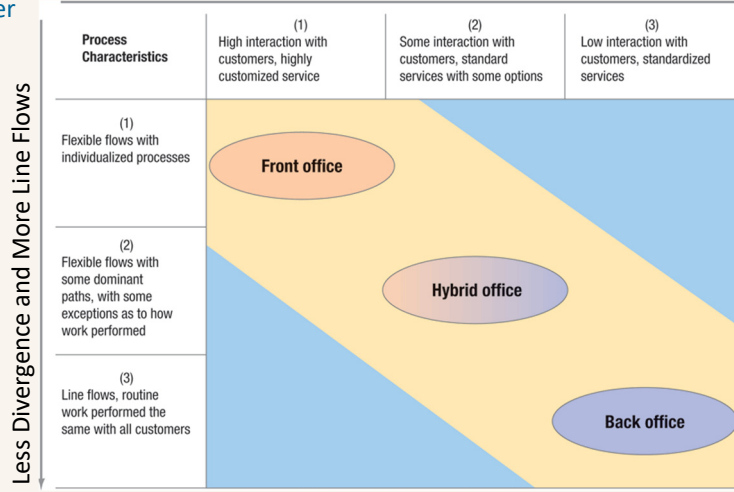 er
Less Divergence and More Line Flows
Process
Characteristics
(1)
High interaction with
customers, highly
customized service
(2)
Some interaction with
customers, standard
services with some options
(3)
Low interaction with
customers, standardized
services
(1)
Flexible flows with
individualized processes
Front office
(2)
Flexible flows with
some dominant
paths, with some
exceptions as to how
work performed
Hybrid office
(3)
Line flows, routine
work performed the
same with all customers
Back office